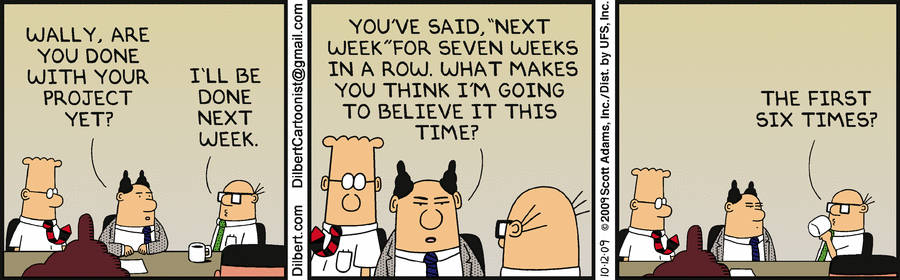 WALLY, ARE
YOU DONE
WITH YOUR
PROJECT
YET?
I'LL BE
DONE
NEXT
WEEK.
Dilbert.com DilbertCartoonist@gmail.com
YOU'VE SAID, "NEXT
WEEK" FOR SEVEN WEEKS
IN A ROW. WHAT MAKES
YOU THINK I'M GOING
TO BELIEVE IT THIS
TIME?
10-12-09 ©2009 Scott Adams, Inc./Dist. by UFS, Inc.
THE FIRST
SIX TIMES?